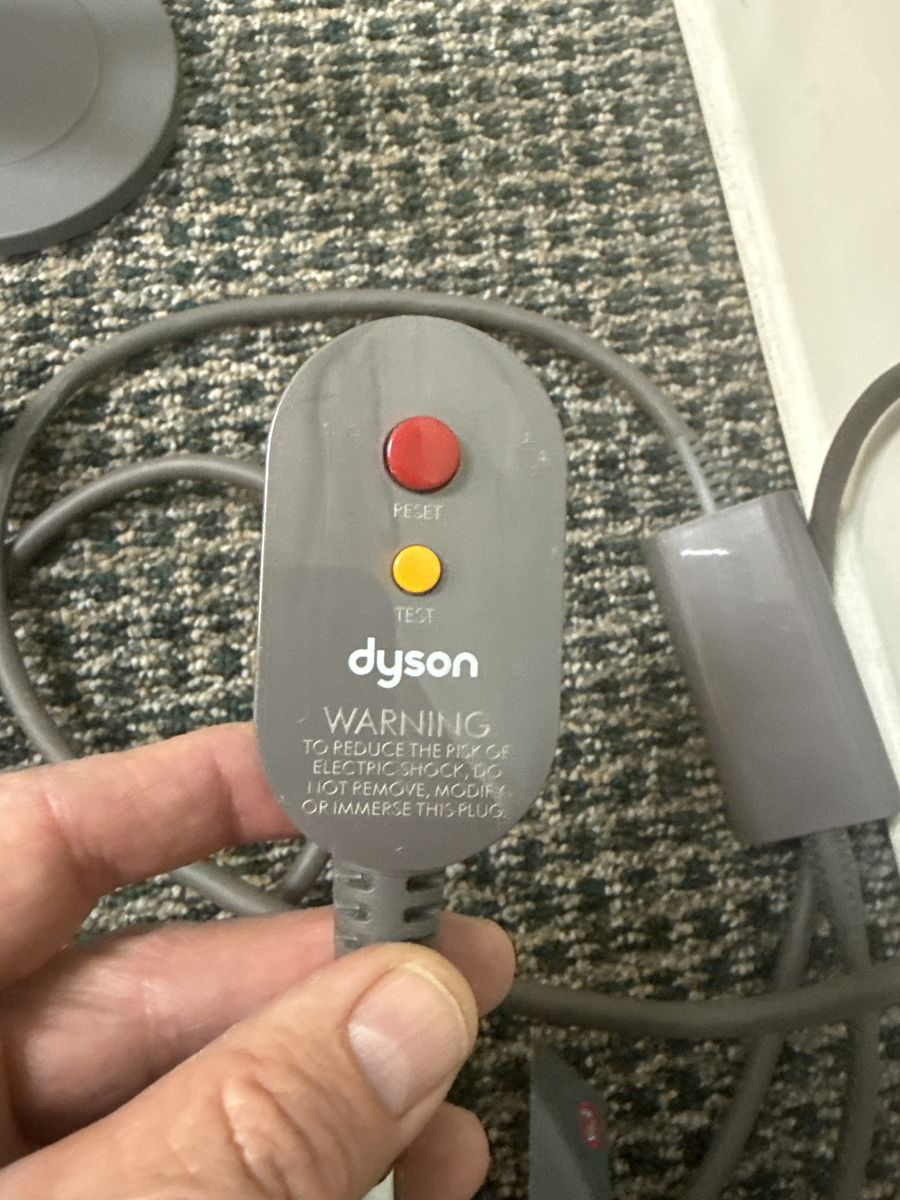 RESET
TEST
dyson
WARNING
TO REDUCE THE RISK OF
ELECTRIC SHOCK, DO
NOT REMOVE, MODIFY
OR IMMERSE THIS PLUG.